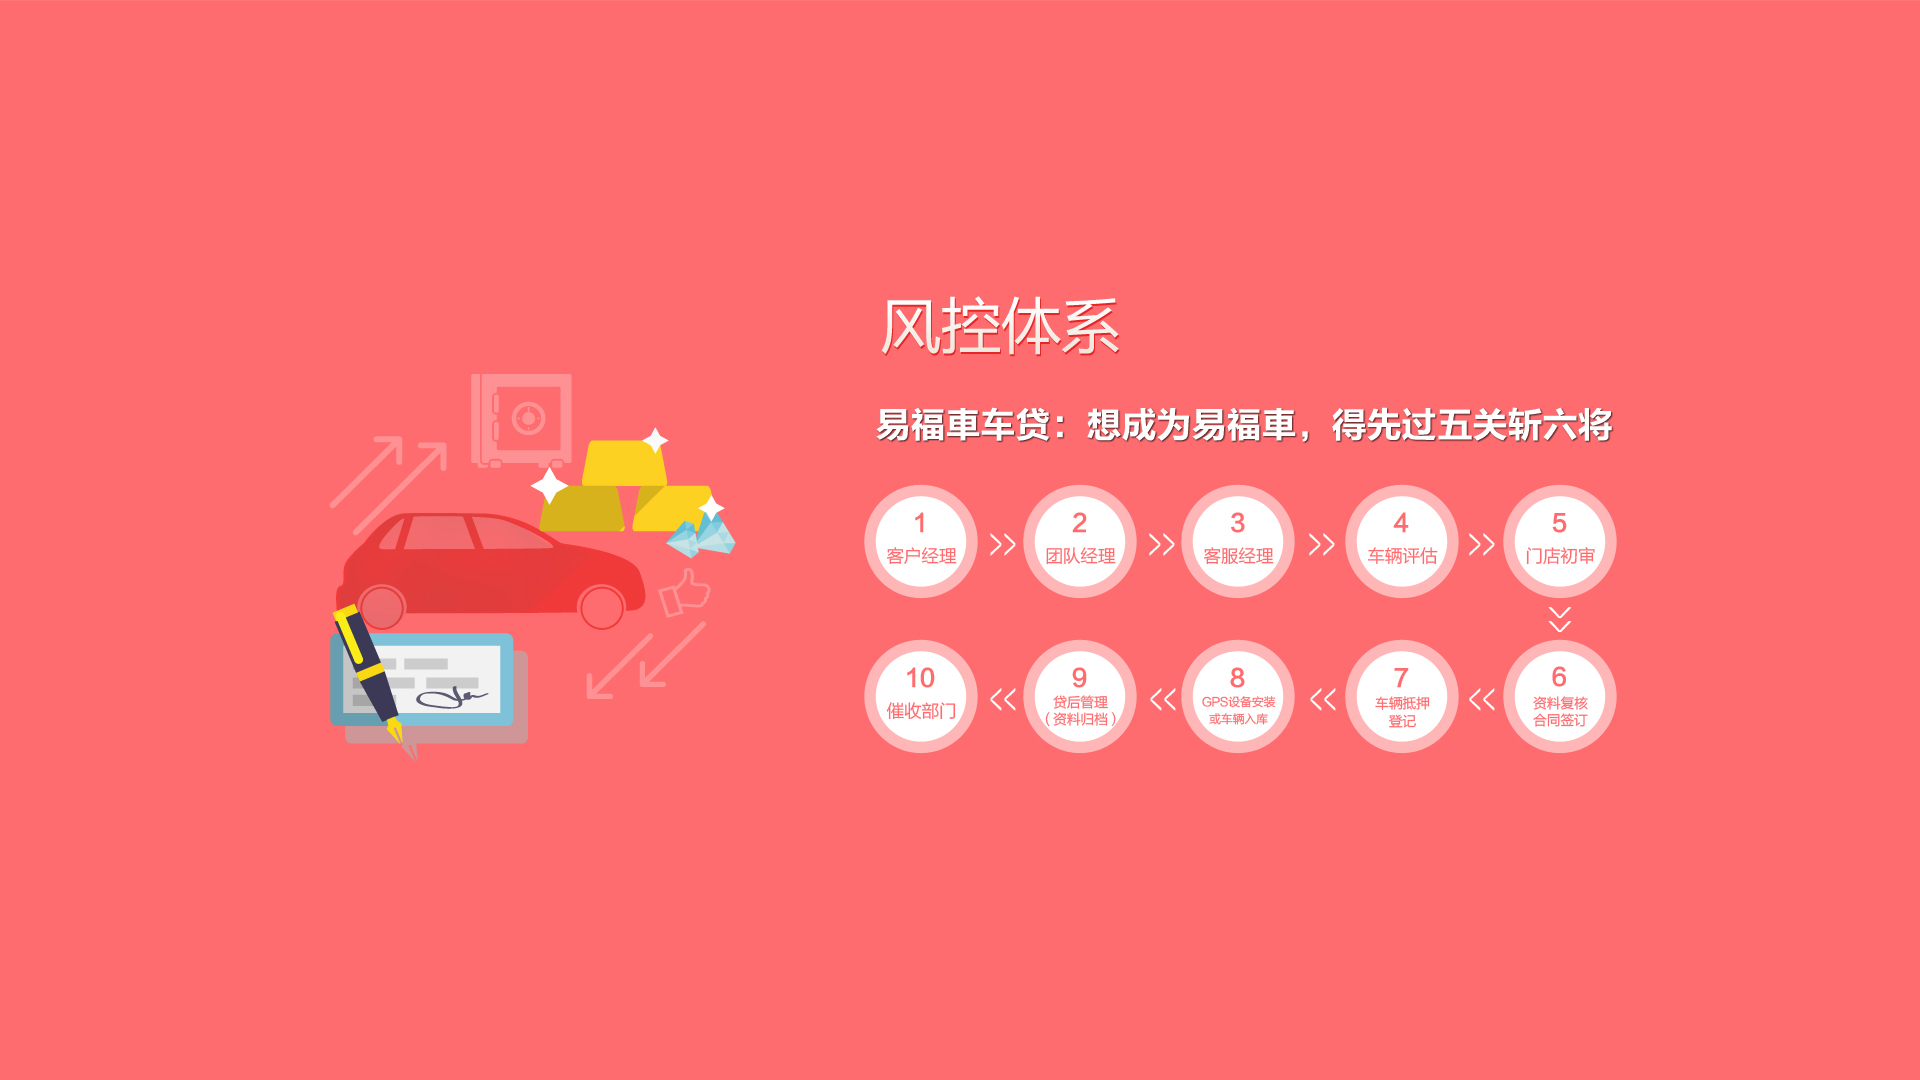 风控体系
易福車车贷：想成为易福車，得先过五关斩六将
1
客户经理
2
团队经理
3
客服经理
4
车辆评估
5
门店初审
6
资料复核
合同签订
7
车辆抵押
登记
8
GPS设备安装
或车辆入库
9
贷后管理
（资料归档）
10
催收部门